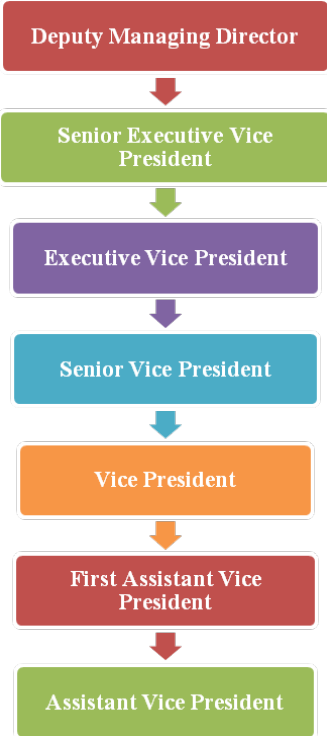 Deputy Managing Director
Senior Executive Vice
President
Executive Vice President
Senior Vice President
Vice President
First Assistant Vice
President
Assistant Vice President